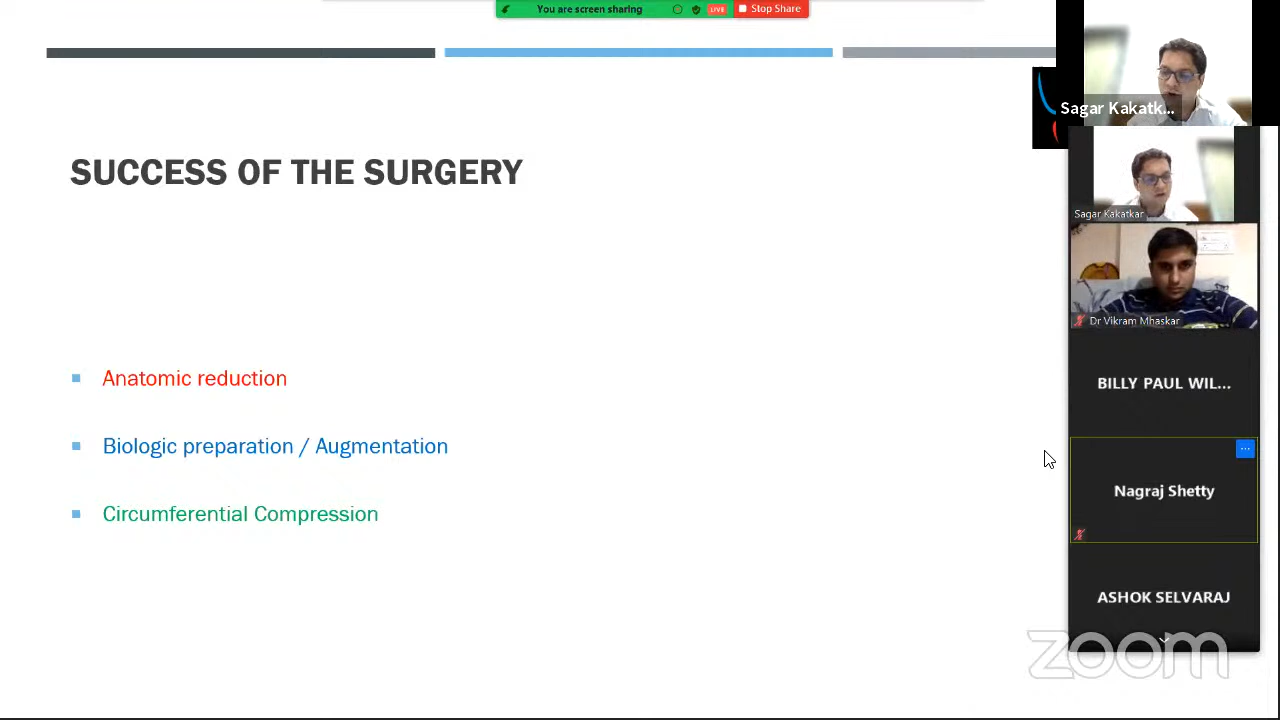 You are screen sharing
LIVE
Stop Share
Sagar Kakatk...
SUCCESS OF THE SURGERY
Sagar Kakatkar
Dr Vikram Mhaskar
Anatomic reduction
BILLY PAUL WIL...
Biologic preparation / Augmentation
Nagraj Shetty
Circumferential Compression
ASHOK SELVARAJ
zoom